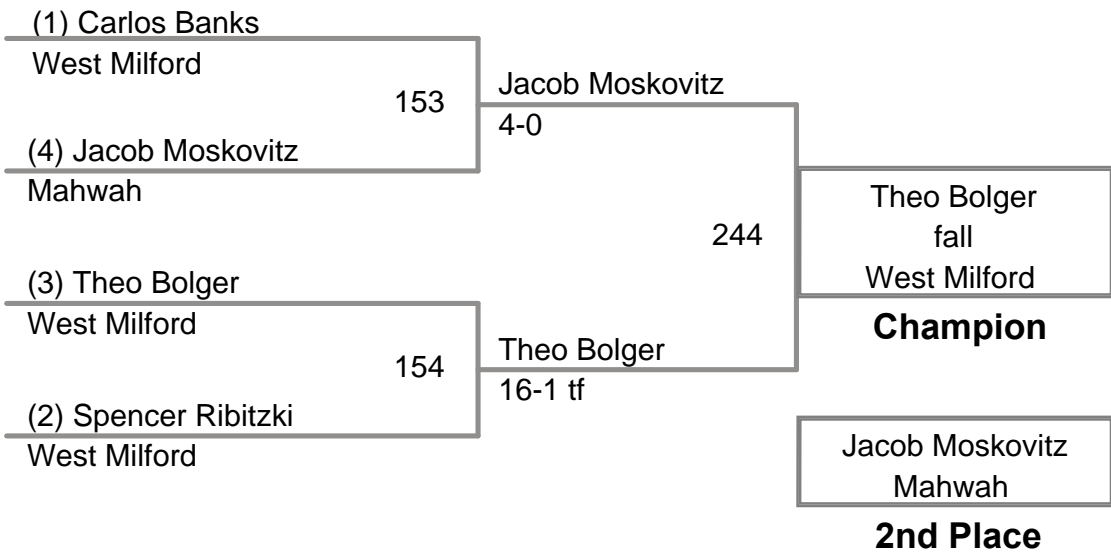 (1) Carlos Banks
West Milford
153
(4) Jacob Moskovitz
Mahwah
Jacob Moskovitz
4-0
(3) Theo Bolger
West Milford
154
(2) Spencer Ribitzki
West Milford
Theo Bolger
16-1 tf
244
Theo Bolger
fall
West Milford
Champion
Jacob Moskovitz
Mahwah
2nd Place